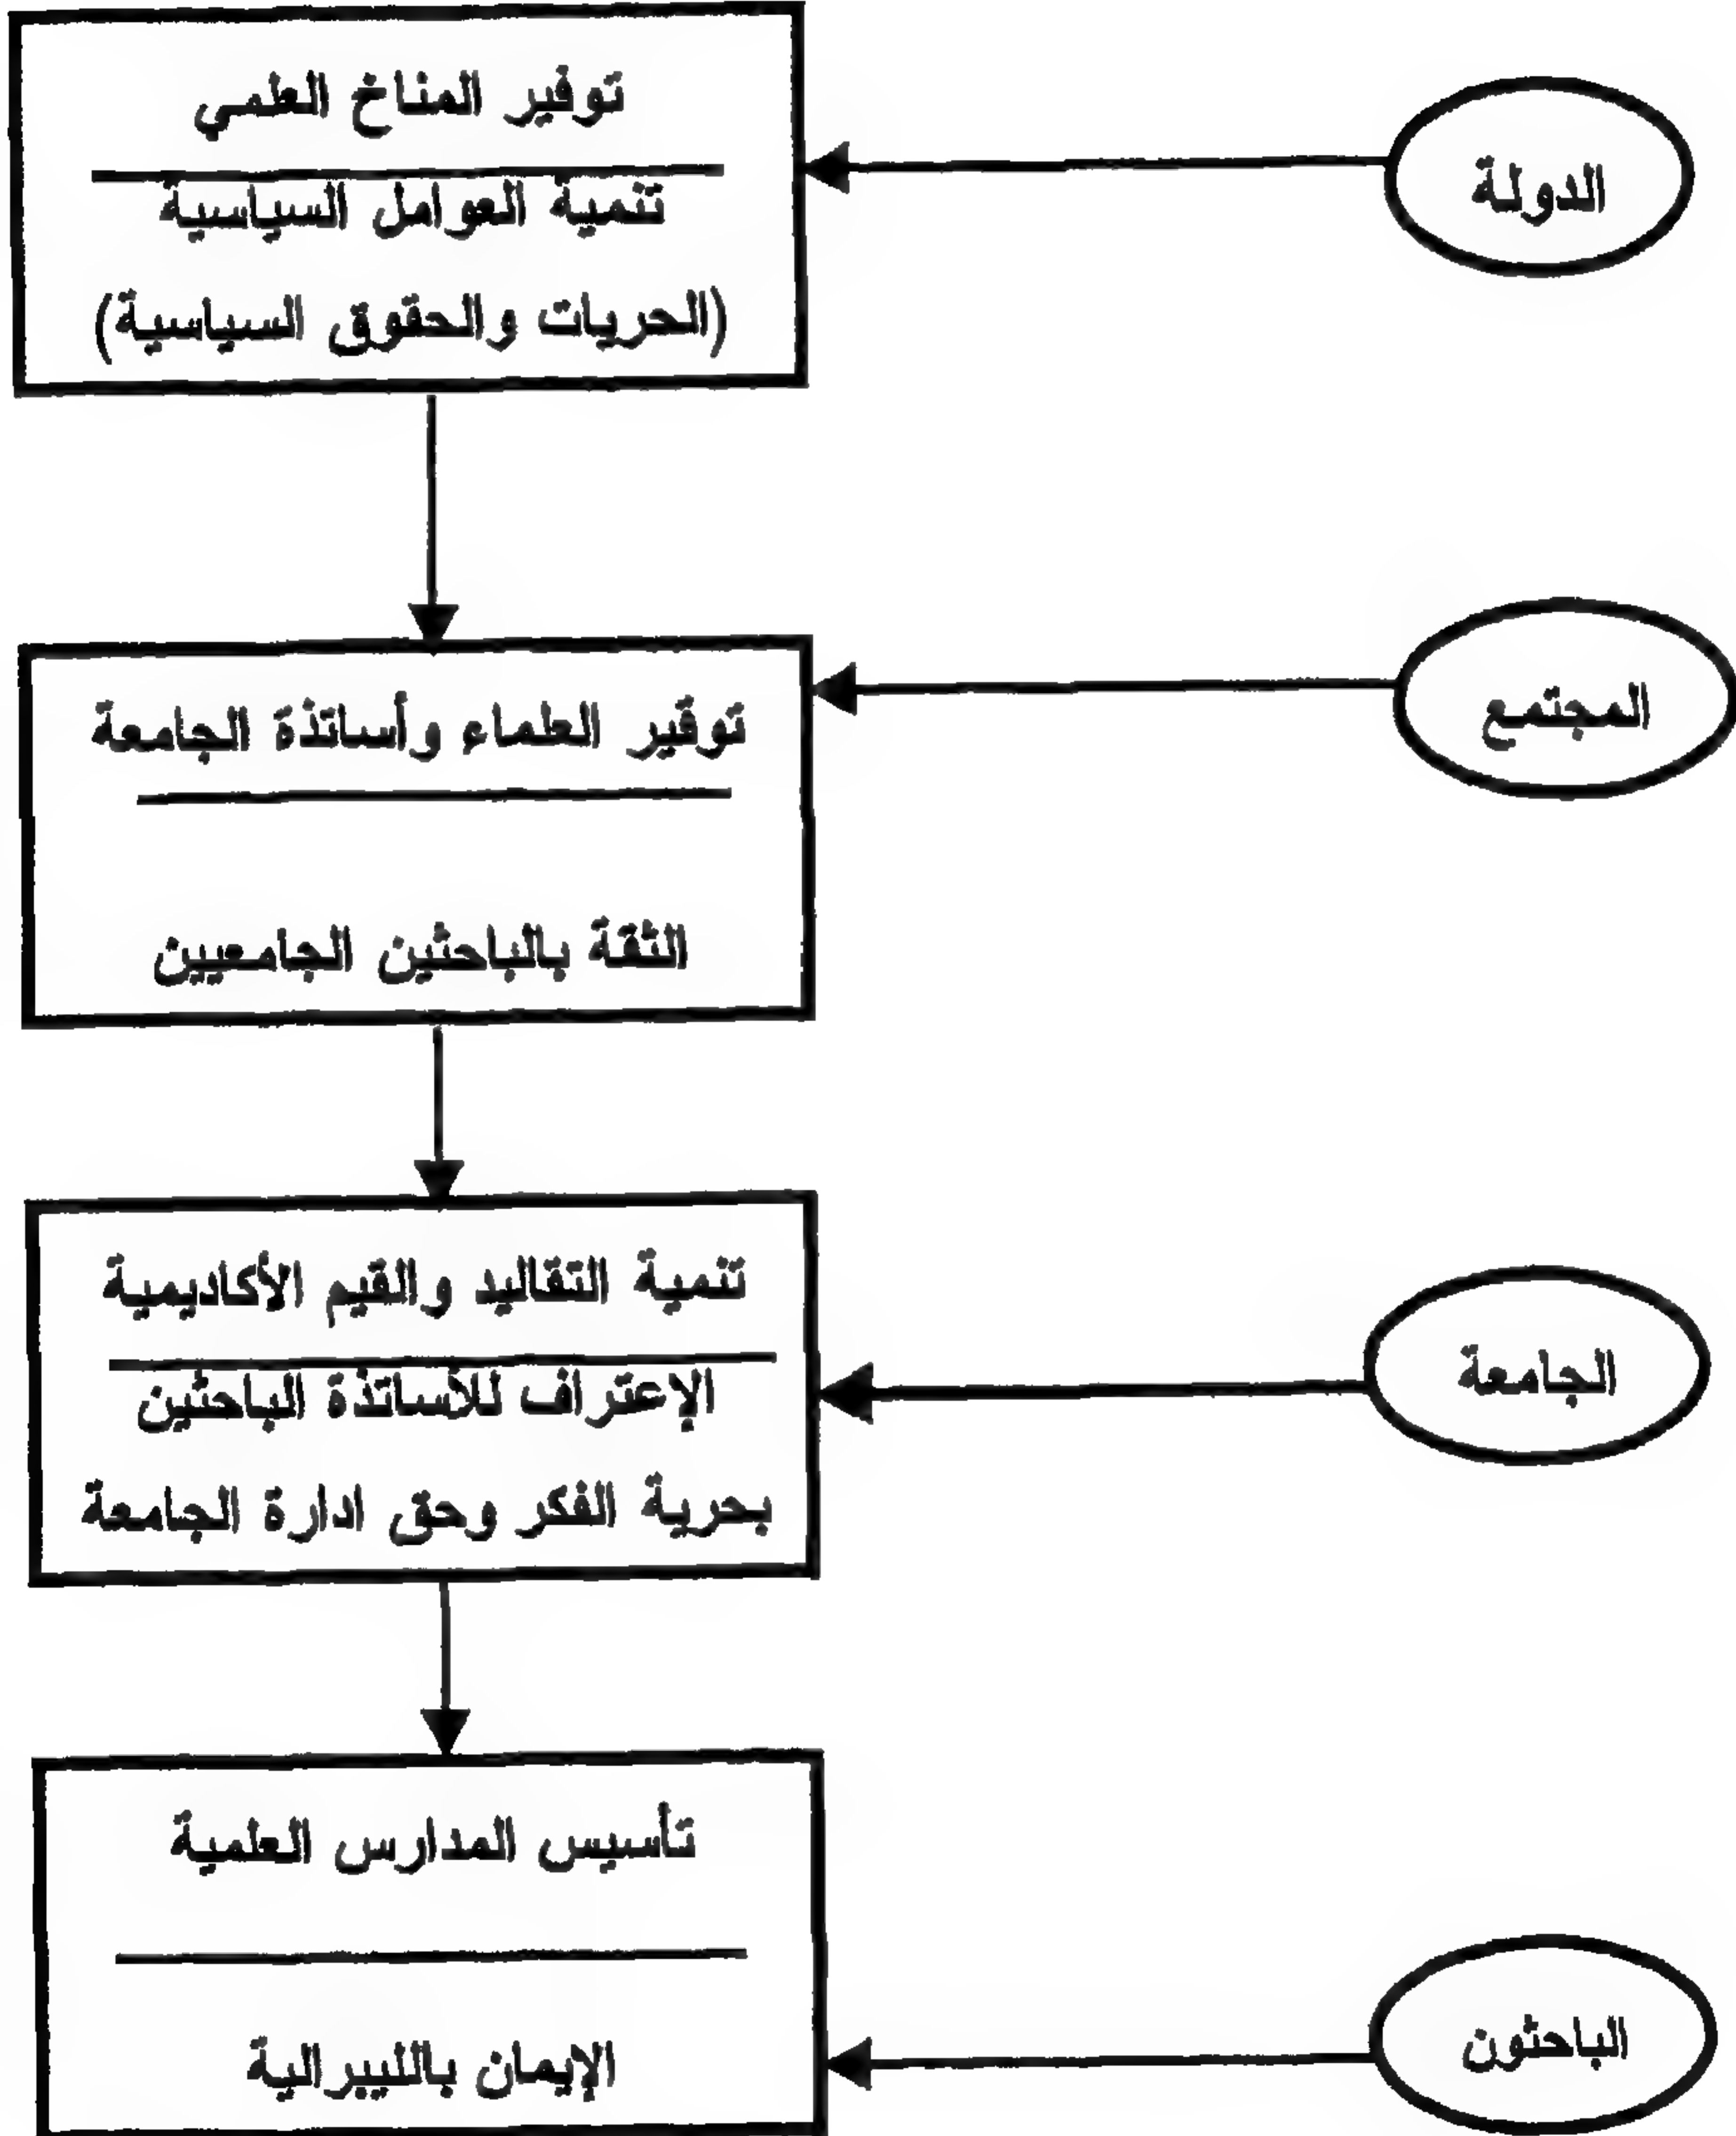 الدولة
توفير المناخ العلمي
تنمية العوامل السياسية
(الحريات والحقوق السياسية)
المجتمع
توقير العلماء وأساتذة الجامعة
الثقة بالباحثين الجامعيين
الجامعة
تنمية التقاليد والقيم الأكاديمية
الإعتراف للأساتذة الباحثين
بحرية الفكر وحق ادارة الجامعة
الباحثون
تأسيس المدارس العلمية
الإيمان بالليبرالية